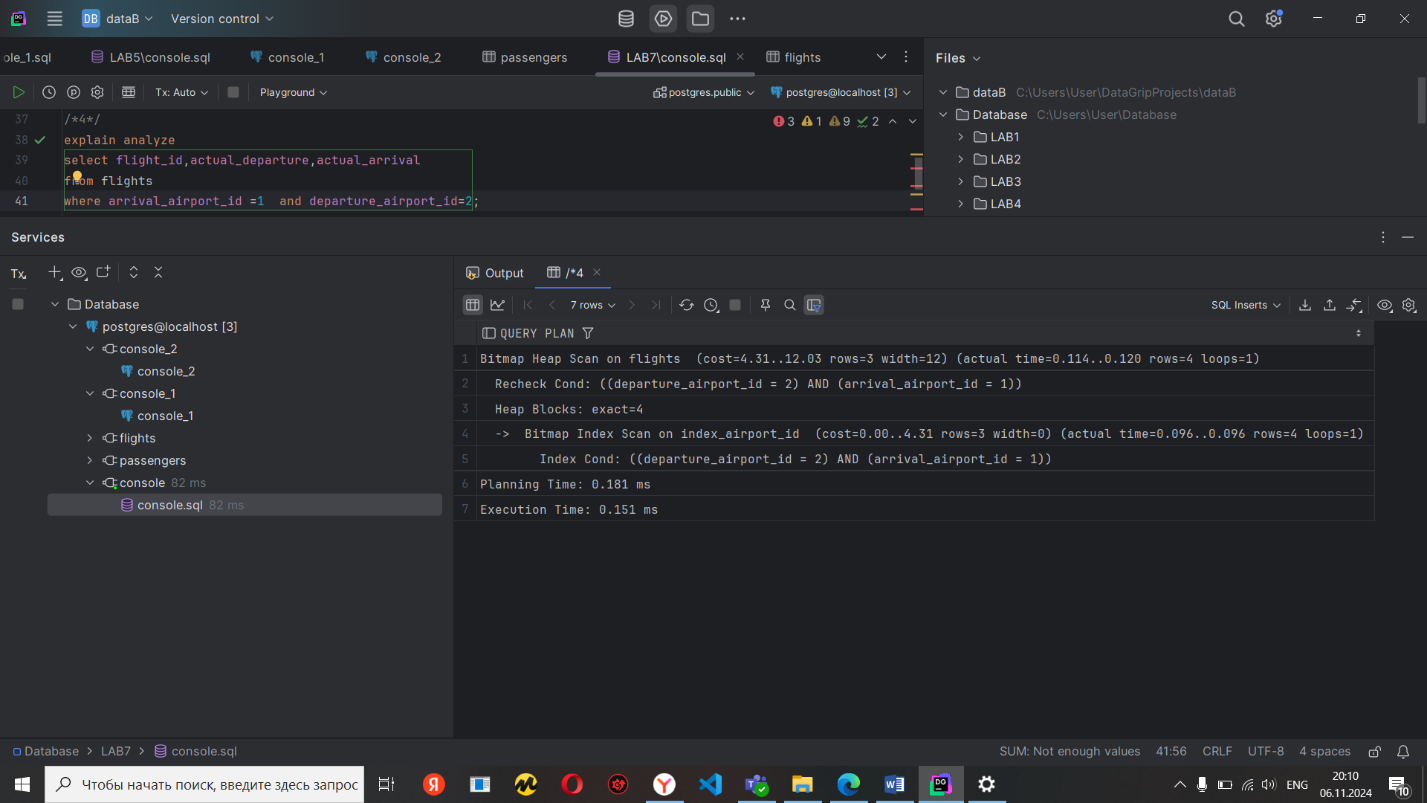 DB dataB Version control
ole_1.sql LAB5\console.sql console_1 console_2 passengers LAB7\console.sql flights
Files
Tx: Auto Playground postgres.public postgres@localhost [3]
3 1 9 2
37 /*4*/
38 explain analyze
39 select flight_id,actual_departure,actual_arrival
40 from flights
41 where arrival_airport_id =1  and departure_airport_id=2;
dataB C:\Users\User\DataGripProjects\dataB
Database C:\Users\User\Database
LAB1
LAB2
LAB3
LAB4
Services
Tx
Database
postgres@localhost [3]
console_2
console_2
console_1
console_1
flights
passengers
console 82 ms
console.sql 82 ms
Output /*4
7 rows SQL Inserts
QUERY PLAN
1 Bitmap Heap Scan on flights  (cost=4.31..12.03 rows=3 width=12) (actual time=0.114..0.120 rows=4 loops=1)
2 Recheck Cond: ((departure_airport_id = 2) AND (arrival_airport_id = 1))
3 Heap Blocks: exact=4
4 ->  Bitmap Index Scan on index_airport_id  (cost=0.00..4.31 rows=3 width=0) (actual time=0.096..0.096 rows=4 loops=1)
5 Index Cond: ((departure_airport_id = 2) AND (arrival_airport_id = 1))
6 Planning Time: 0.181 ms
7 Execution Time: 0.151 ms
Database > LAB7 > console.sql
SUM: Not enough values 41:56 CRLF UTF-8 4 spaces
Чтобы начать поиск, введите здесь запрос
ENG
20:10
06.11.2024
10